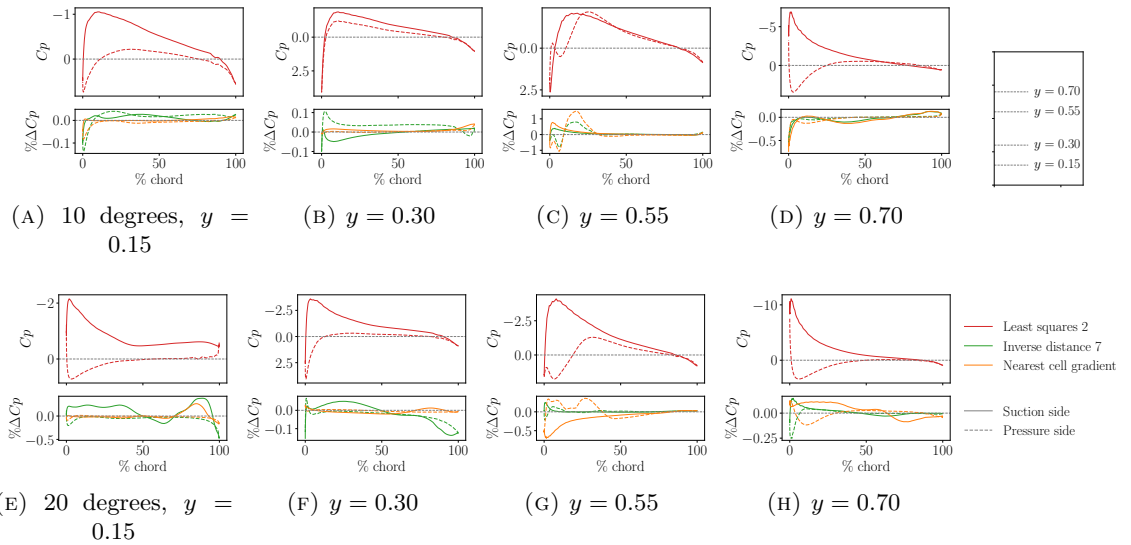 −1
0
Cp
0.0
−0.1
%ΔCp
0 50 100
% chord
(A) 10 degrees, y =
0.15
0.0
2.5
Cp
0.1
0.0
−0.1
%ΔCp
0 50 100
% chord
(B) y = 0.30
0.0
2.5
Cp
1
0
−1
%ΔCp
0 50 100
% chord
(C) y = 0.55
−5
0
Cp
0.0
−0.5
%ΔCp
0 50 100
% chord
(D) y = 0.70
y = 0.70
y = 0.55
y = 0.30
y = 0.15
−2
0
Cp
0.0
−0.5
%ΔCp
0 50 100
% chord
(E) 20 degrees, y =
0.15
−2.5
0.0
2.5
Cp
0.0
−0.1
%ΔCp
0 50 100
% chord
(F) y = 0.30
−2.5
0.0
Cp
0.0
−0.5
%ΔCp
0 50 100
% chord
(G) y = 0.55
−10
0
Cp
0.00
−0.25
%ΔCp
0 50 100
% chord
(H) y = 0.70
Least squares 2
Inverse distance 7
Nearest cell gradient
Suction side
Pressure side